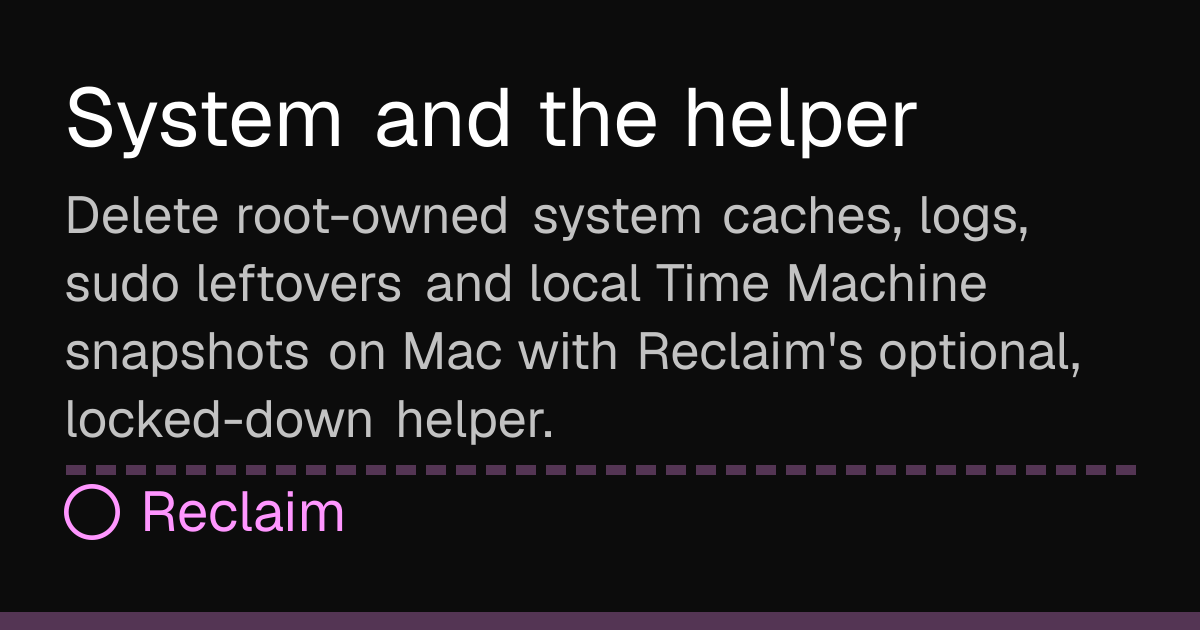 System and the helper
Delete root-owned system caches, logs,
sudo leftovers and local Time Machine
snapshots on Mac with Reclaim's optional,
locked-down helper.
Reclaim